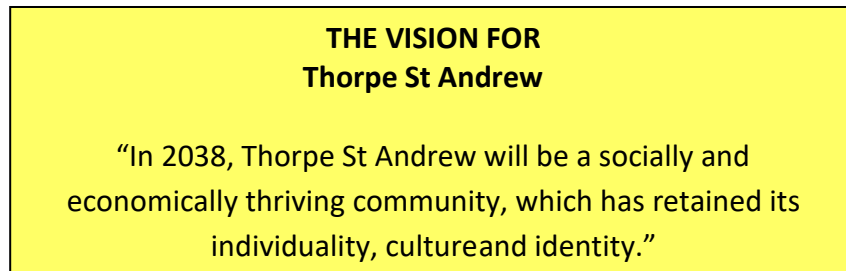 THE VISION FOR
Thorpe St Andrew
“In 2038, Thorpe St Andrew will be a socially and
economically thriving community, which has retained its
individuality, cultureand identity.”